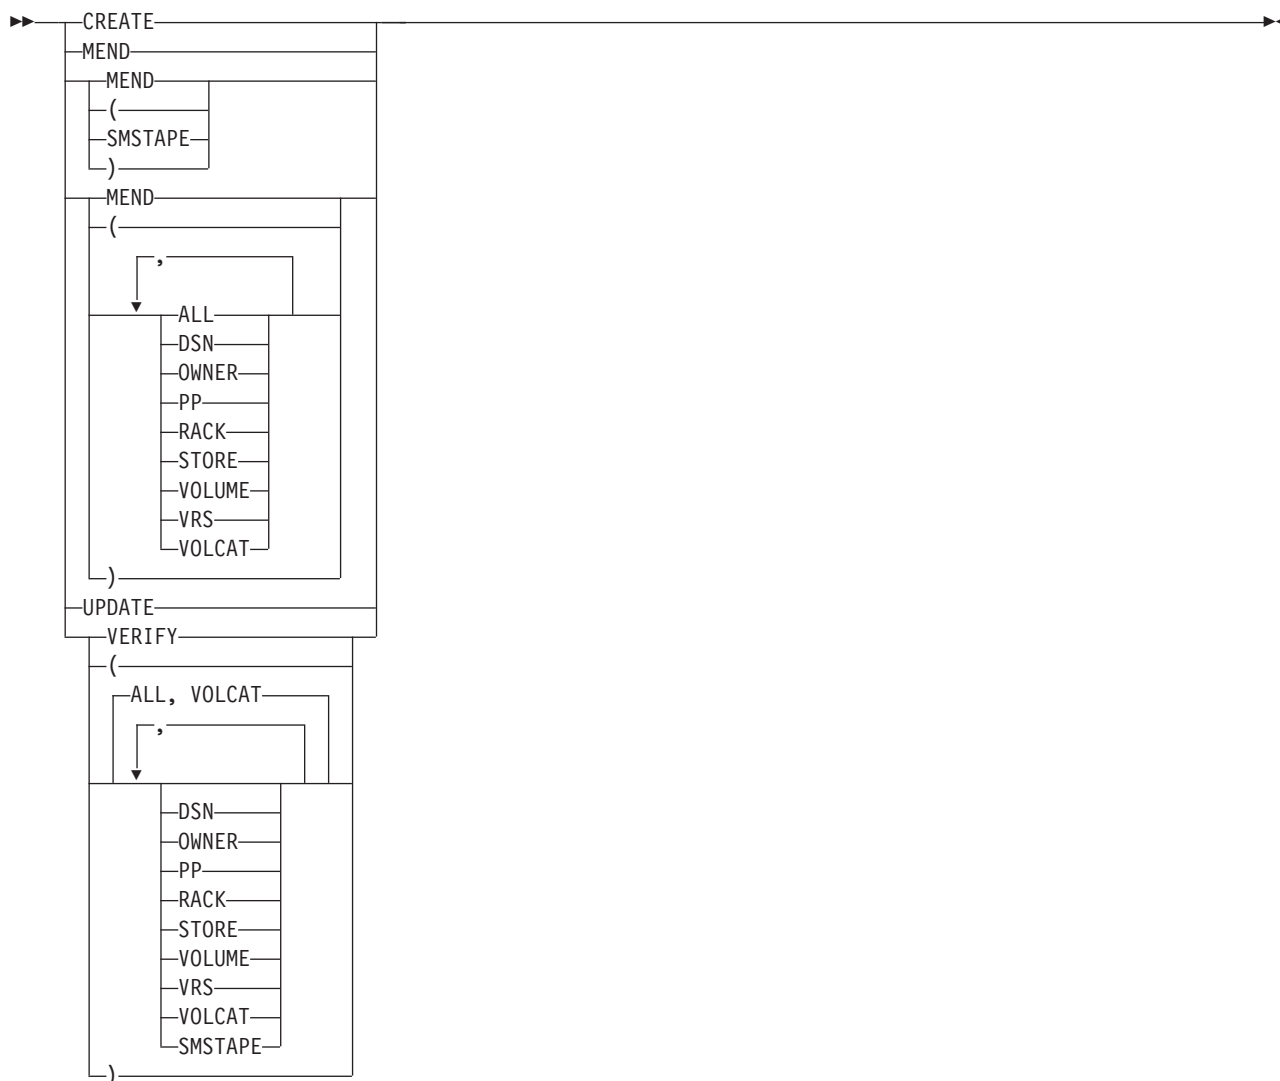 CREATE
MEND
MEND
(
SMSTAPE
)
MEND
(
,
ALL
DSN
OWNER
PP
RACK
STORE
VOLUME
VRS
VOLCAT
)
UPDATE
VERIFY
(
ALL, VOLCAT
,
DSN
OWNER
PP
RACK
STORE
VOLUME
VRS
VOLCAT
SMSTAPE
)